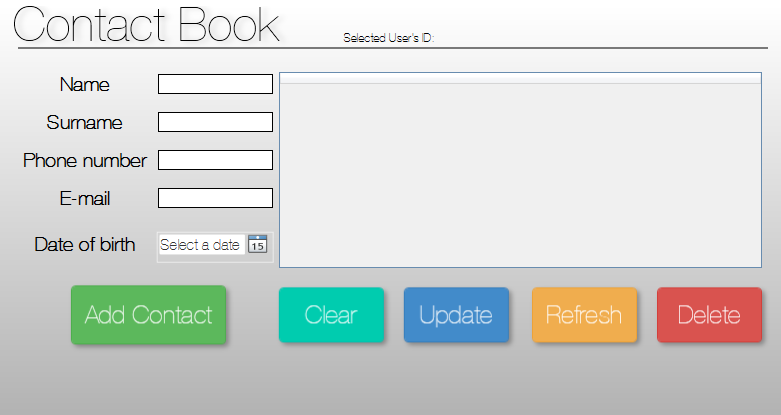 Contact Book
Selected User's ID:
Name
Surname
Phone number
E-mail
Date of birth
Select a date
15
Add Contact
Clear
Update
Refresh
Delete